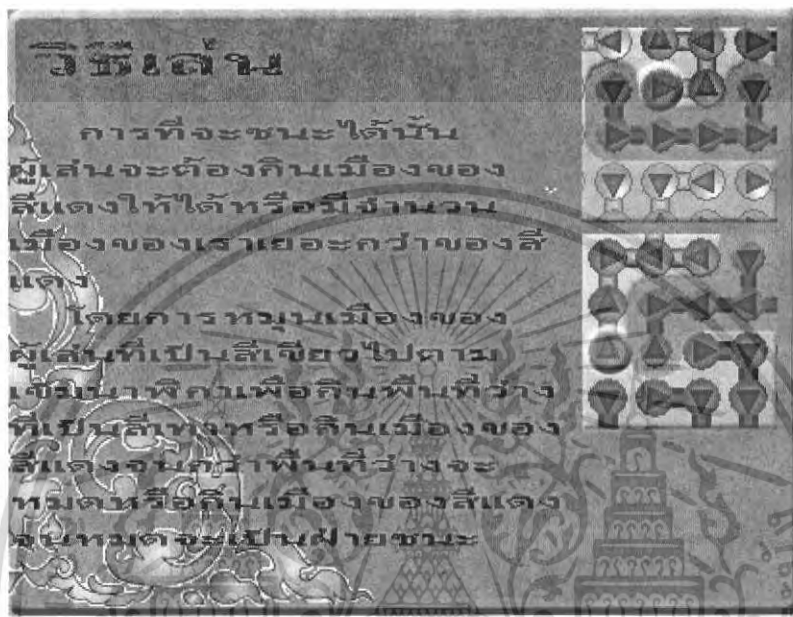 วิธีเล่น
การที่จะชนะได้นั้น
ผู้เล่นจะต้องกินเมืองของ
สีแดงให้ได้หรือมีจำนวน
เมืองของเราเยอะกว่าของสี
แดง
โดยการหมุนเมืองของ
ผู้เล่นที่เป็นสีเขียวไปตาม
เข็มนาฬิกาเพื่อกินพื้นที่ว่าง
ที่เป็นสีเทาหรือกินเมืองของ
สีแดงจนกว่าพื้นที่ว่างจะ
หมดหรือกินเมืองของสีแดง
จนหมดจะเป็นฝ่ายชนะ